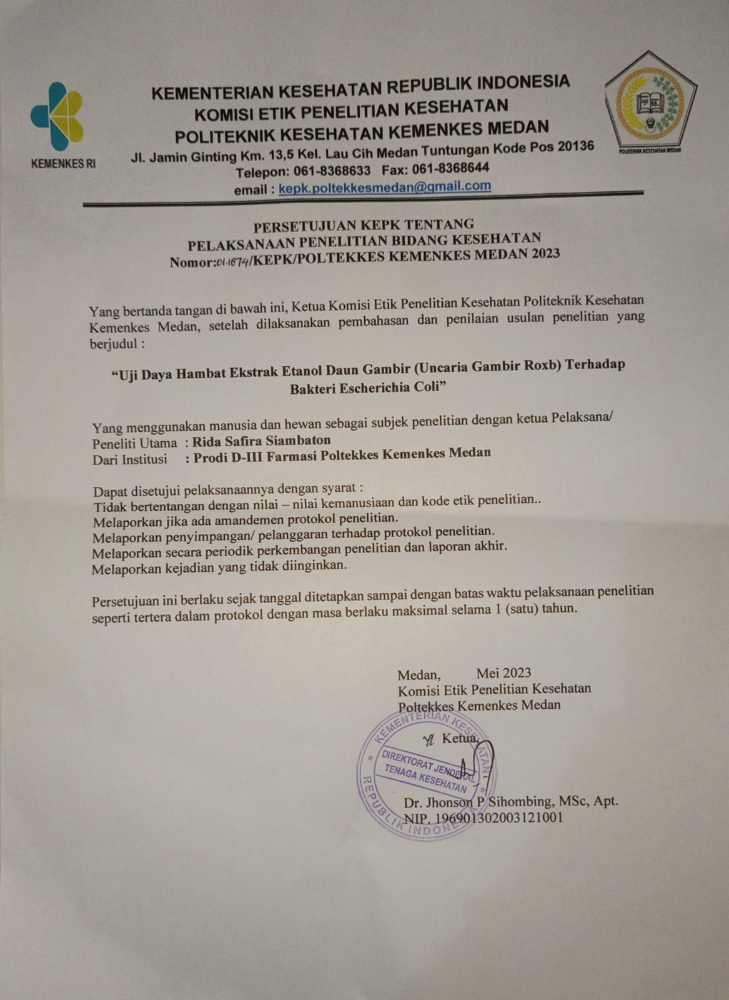 KEMENKES RI
KEMENTERIAN KESEHATAN REPUBLIK INDONESIA
KOMISI ETIK PENELITIAN KESEHATAN
POLITEKNIK KESEHATAN KEMENKES MEDAN
Jl. Jamin Ginting Km. 13,5 Kel. Lau Cih Medan Tuntungan Kode Pos 20136
Telepon: 061-8368633 Fax: 061-8368644
email : kepk.poltekkesmedan@gmail.com
POLITEKNIK KESEHATAN MEDAN
PERSETUJUAN KEPK TENTANG
PELAKSANAAN PENELITIAN BIDANG KESEHATAN
Nomor:01.1874/KEPK/POLTEKKES KEMENKES MEDAN 2023
Yang bertanda tangan di bawah ini, Ketua Komisi Etik Penelitian Kesehatan Politeknik Kesehatan
Kemenkes Medan, setelah dilaksanakan pembahasan dan penilaian usulan penelitian yang
berjudul :
“Uji Daya Hambat Ekstrak Etanol Daun Gambir (Uncaria Gambir Roxb) Terhadap
Bakteri Escherichia Coli”
Yang menggunakan manusia dan hewan sebagai subjek penelitian dengan ketua Pelaksana/
Peneliti Utama : Rida Safira Siambaton
Dari Institusi : Prodi D-III Farmasi Poltekkes Kemenkes Medan
Dapat disetujui pelaksanaannya dengan syarat :
Tidak bertentangan dengan nilai – nilai kemanusiaan dan kode etik penelitian..
Melaporkan jika ada amandemen protokol penelitian.
Melaporkan penyimpangan/ pelanggaran terhadap protokol penelitian.
Melaporkan secara periodik perkembangan penelitian dan laporan akhir.
Melaporkan kejadian yang tidak diinginkan.
Persetujuan ini berlaku sejak tanggal ditetapkan sampai dengan batas waktu pelaksanaan penelitian
seperti tertera dalam protokol dengan masa berlaku maksimal selama 1 (satu) tahun.
Medan, Mei 2023
Komisi Etik Penelitian Kesehatan
Poltekkes Kemenkes Medan
Ketua,
KEMENTERIAN KESEHATAN
DIREKTORAT JENDERAL
TENAGA KESEHATAN
REPUBLIK INDONESIA
Dr. Jhonson P Sihombing, MSc, Apt.
NIP. 196901302003121001